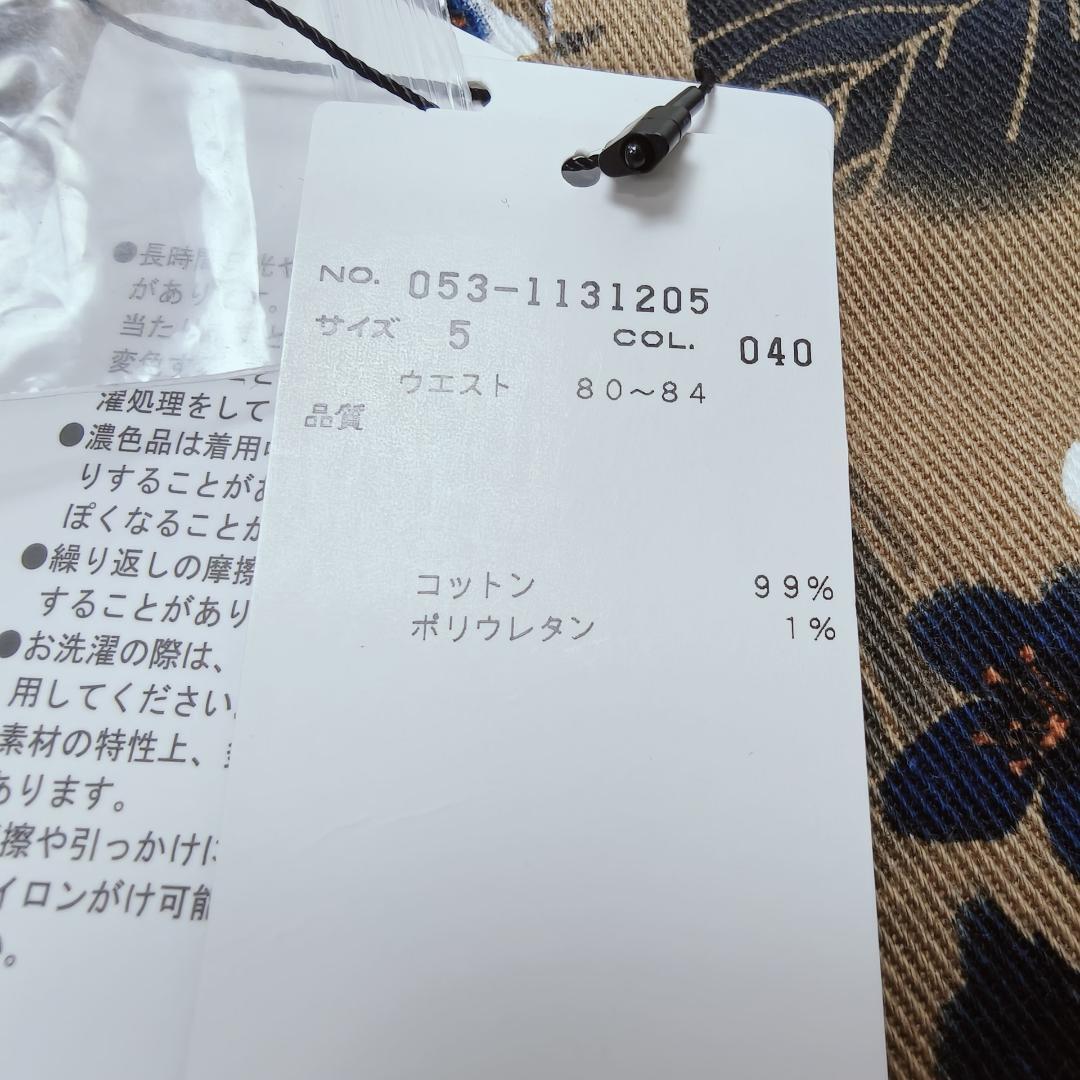 NO. 053-1131205
サイズ 5 COL. 040
ウエスト 80~84
品質
コットン 99%
ポリウレタン 1%
●長時
があり
当たり
変色す
濯処理をして
●濃色品は着用
りすることが
ぽくなることが
●繰り返しの摩擦
することがあり
●お洗濯の際は、
用してください
素材の特性上、
あります。
擦や引っかけに
イロンがけ可能
。